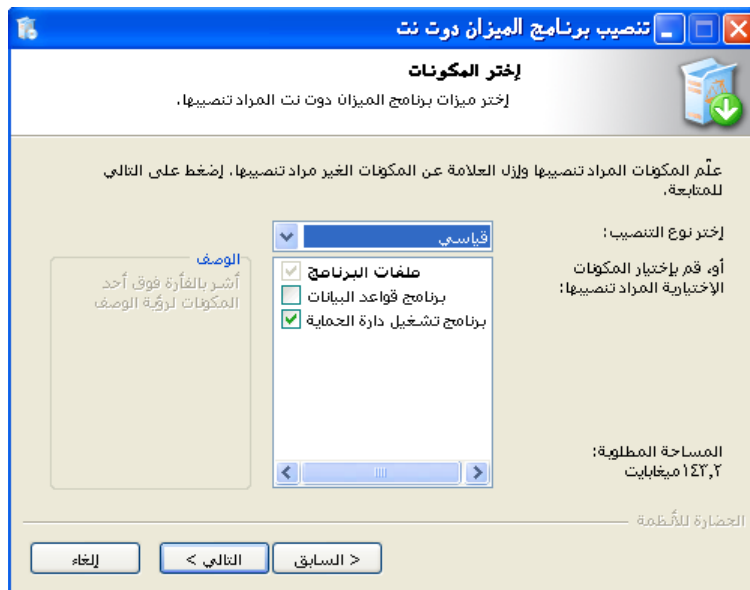 تنصيب برنامج الميزان دوت نت
إختر المكونات
إختر ميزات برنامج الميزان دوت نت المراد تنصيبها.
علّم المكونات المراد تنصيبها وإزل العلامة عن المكونات الغير مراد تنصيبها. إضغط على التالي
للمتابعة.
إختر نوع التنصيب:
قياسي
أو، قم بإختيار المكونات
الإختيارية المراد تنصيبها:
ملفات البرنامج
برنامج قواعد البيانات
برنامج تشغيل دارة الحماية
الوصف
أشر بالفأرة فوق أحد
المكونات لرؤية الوصف
المساحة المطلوبة:
١٤٣,٢ميغابايت
الحضارة للأنظمة
< السابق
التالي >
إلغاء